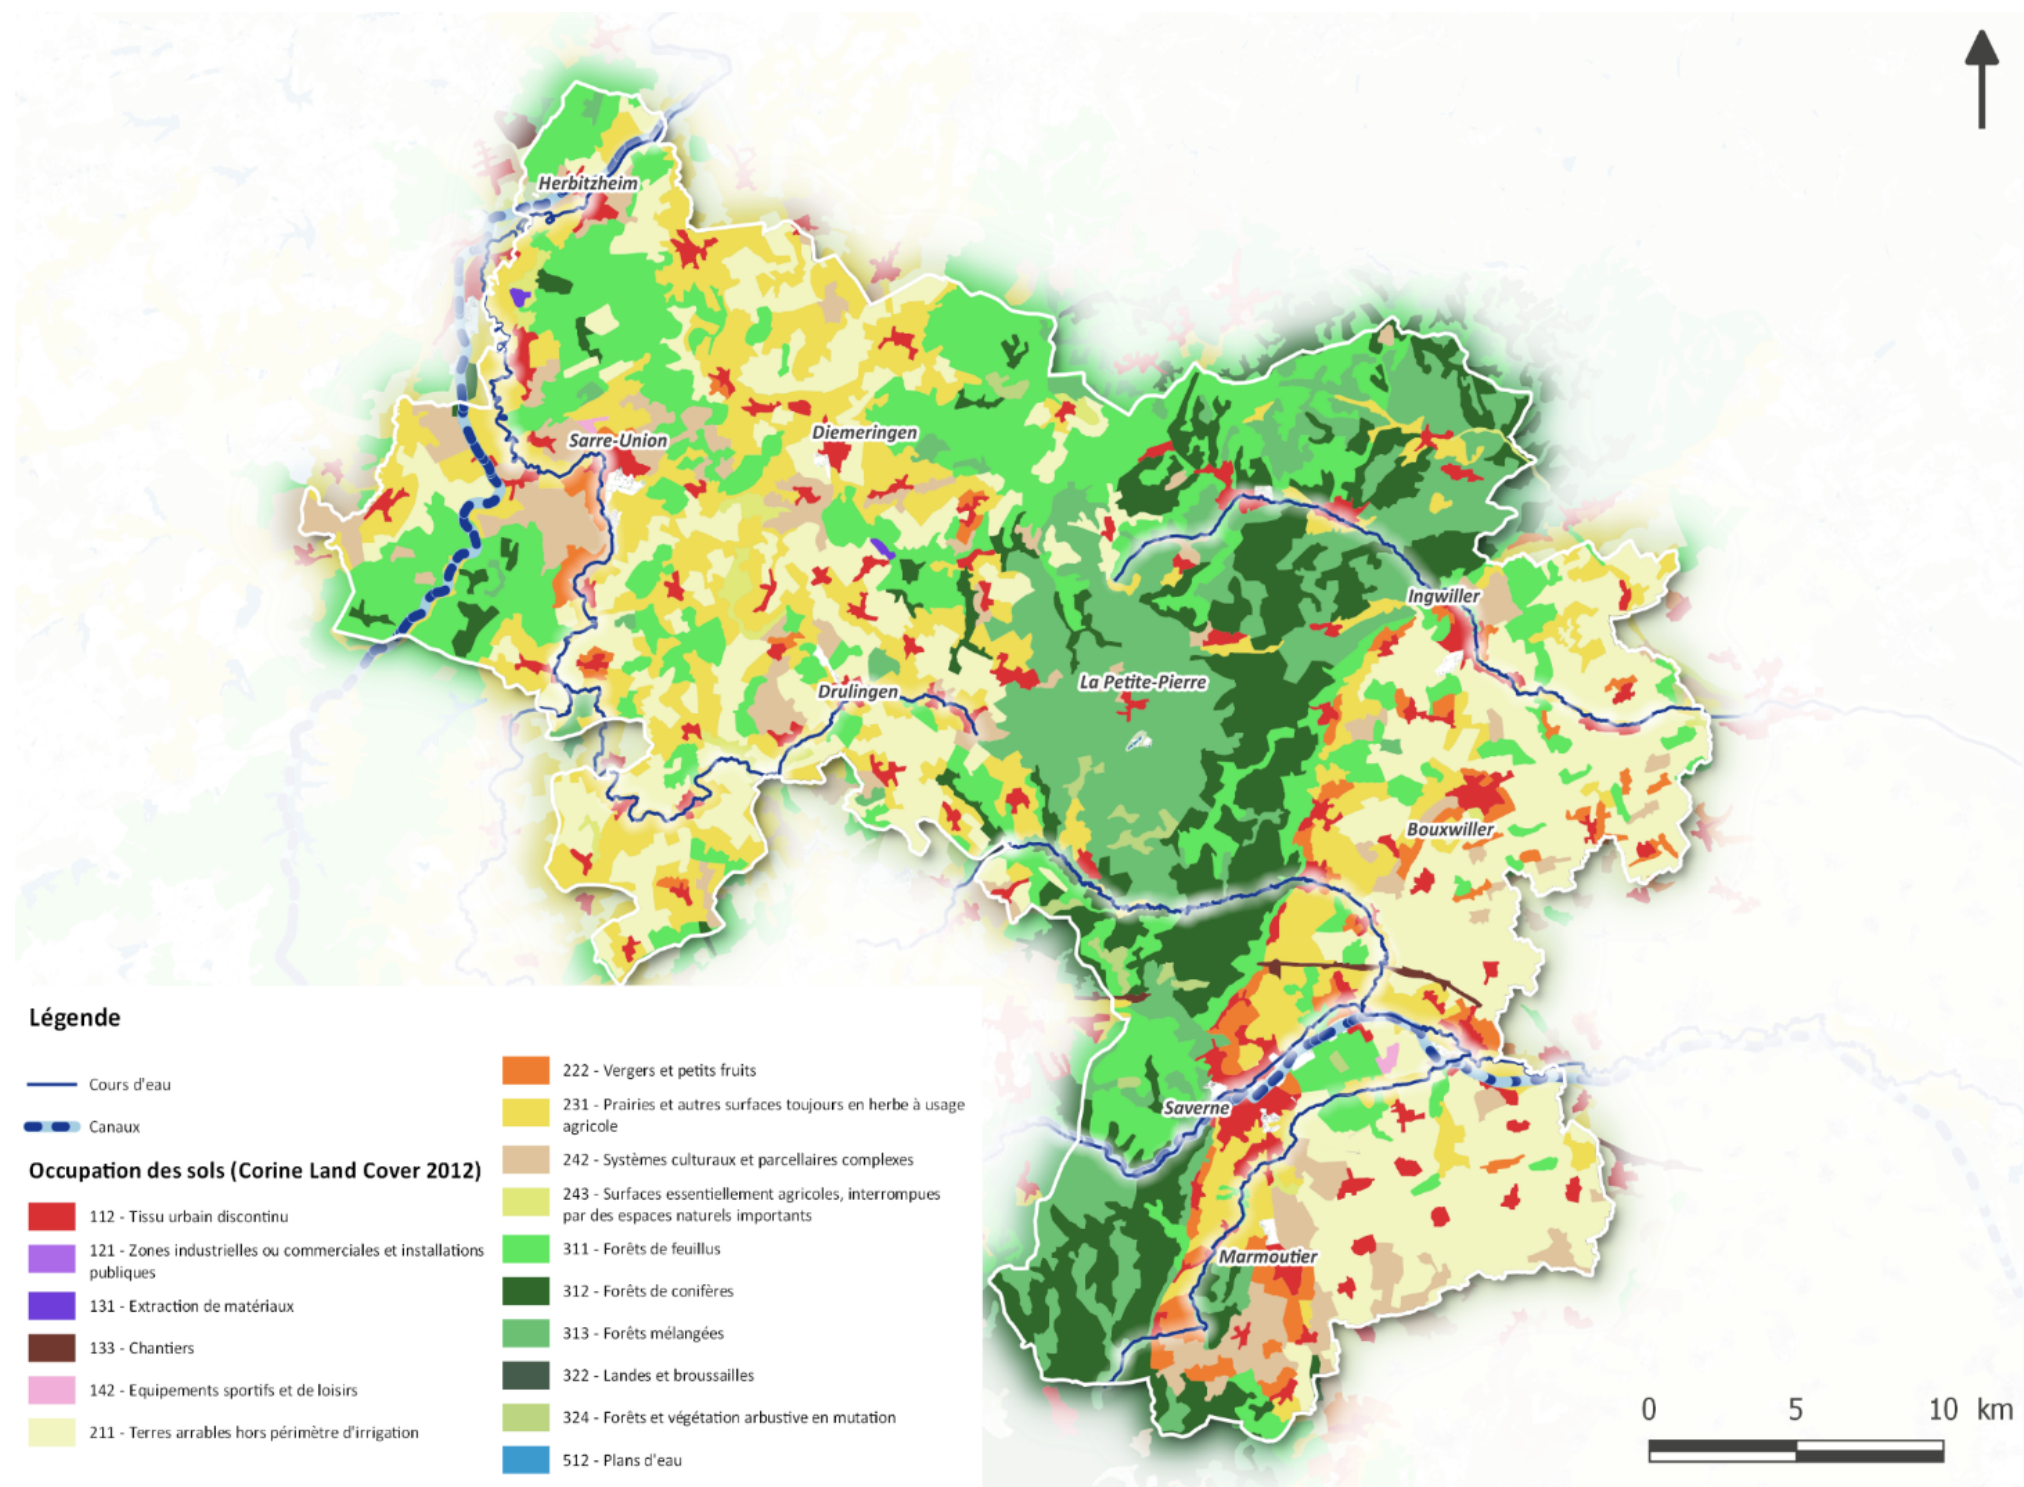 Herbitzheim
Sarre-Union
Diemeringen
Ingwiller
La Petite-Pierre
Drulingen
Bouxwiller
Saverne
Marmoutier
Légende
Cours d'eau
Canaux
Occupation des sols (Corine Land Cover 2012)
112 - Tissu urbain discontinu
121 - Zones industrielles ou commerciales et installations
publiques
131 - Extraction de matériaux
133 - Chantiers
142 - Equipements sportifs et de loisirs
211 - Terres arrables hors périmètre d'irrigation
222 - Vergers et petits fruits
231 - Prairies et autres surfaces toujours en herbe à usage
agricole
242 - Systèmes culturaux et parcellaires complexes
243 - Surfaces essentiellement agricoles, interrompues
par des espaces naturels importants
311 - Forêts de feuillus
312 - Forêts de conifères
313 - Forêts mélangées
322 - Landes et broussailles
324 - Forêts et végétation arbustive en mutation
512 - Plans d'eau
0 5 10 km